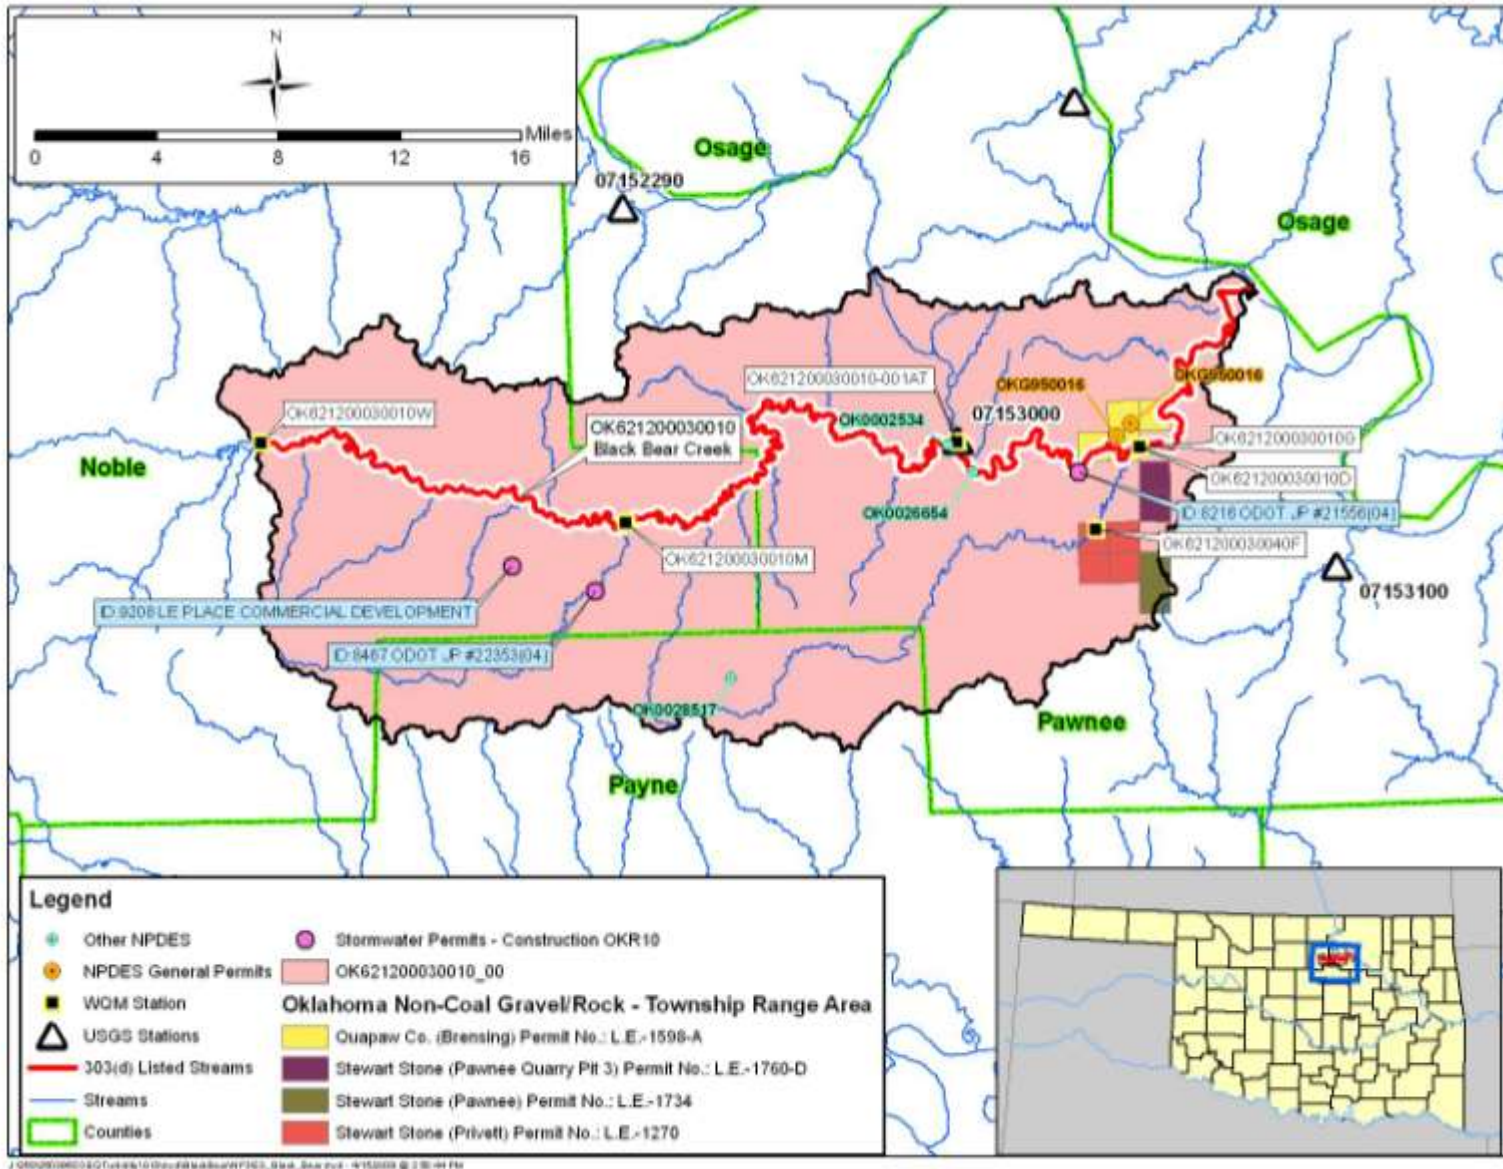 N
Miles
0 4 8 12 16
Osage
07152290
Osage
OK621200030010-001AT
OKG950016
OKG950016
OK621200030010W
OK621200030010
Black Bear Creek
OK0002534
07153000
OK621200030010G
Noble
OK621200030010D
OK0026654
ID:6216 ODOT JP #21556(04)
OK621200030010M
OK621200030040F
07153100
ID:9208 LE PLACE COMMERCIAL DEVELOPMENT
ID:8467 ODOT JP #22353(04)
OK0028517
Pawnee
Payne
Legend
Other NPDES
NPDES General Permits
WQM Station
USGS Stations
303(d) Listed Streams
Streams
Counties
Stormwater Permits - Construction OKR10
OK621200030010_00
Oklahoma Non-Coal Gravel/Rock - Township Range Area
Quapaw Co. (Brensing) Permit No.: L.E.-1598-A
Stewart Stone (Pawnee Quarry Pit 3) Permit No.: L.E.-1760-D
Stewart Stone (Pawnee) Permit No.: L.E.-1734
Stewart Stone (Privett) Permit No.: L.E.-1270